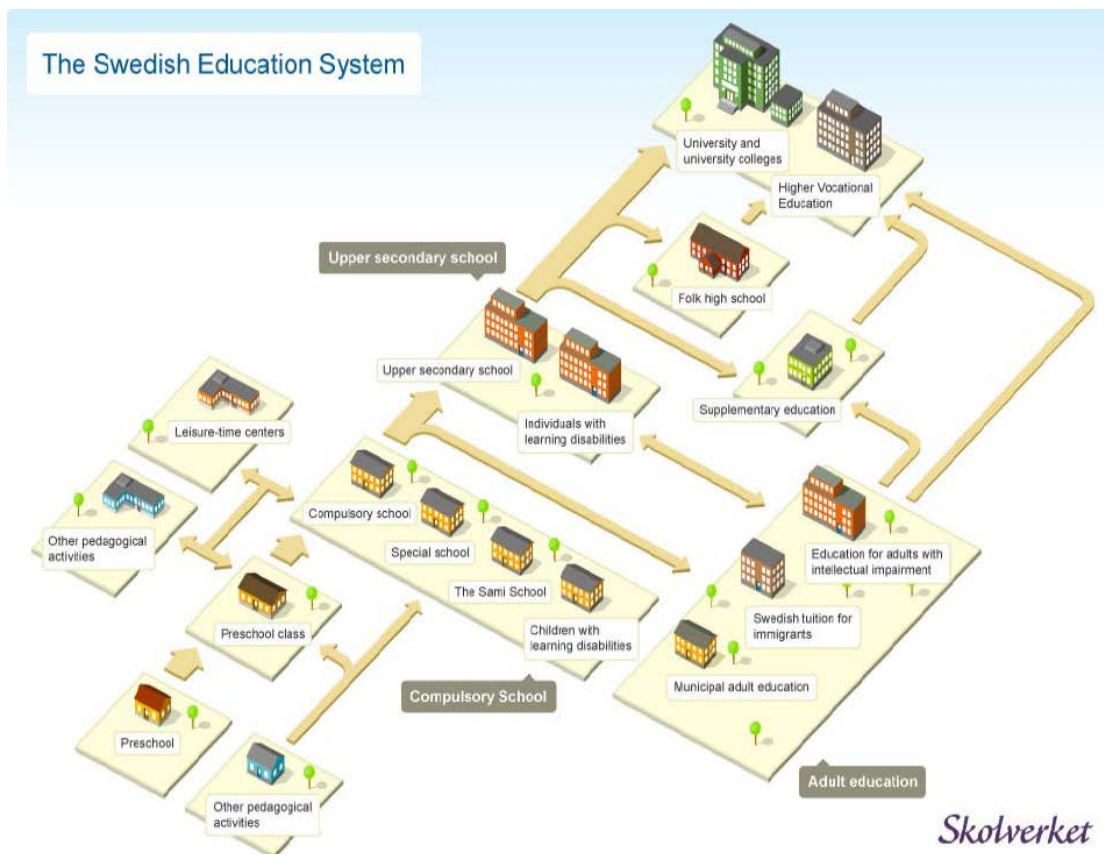 The Swedish Education System
University and
university colleges
Higher Vocational
Education
Upper secondary school
Folk high school
Upper secondary school
Supplementary education
Individuals with
learning disabilities
Leisure-time centers
Compulsory school
Other pedagogical
activities
Special school
Education for adults with
intellectual impairment
The Sami School
Swedish tuition for
immigrants
Preschool class
Children with
learning disabilities
Municipal adult education
Compulsory School
Preschool
Adult education
Other pedagogical
activities
Skolverket